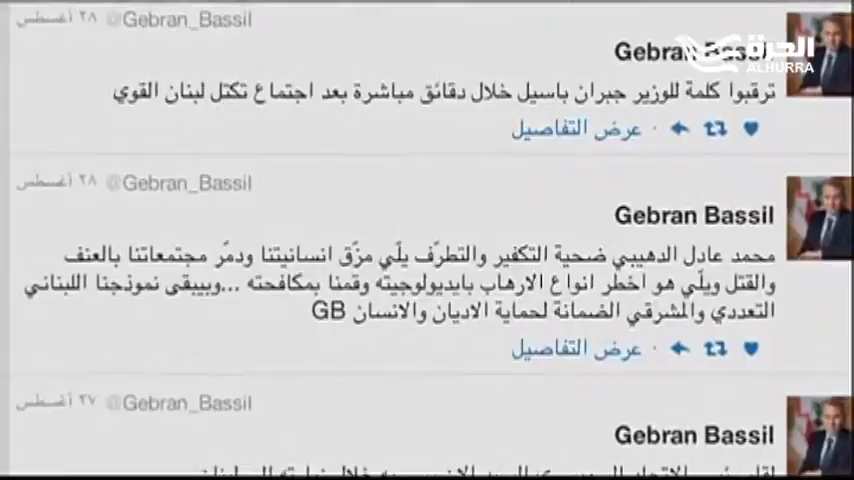 الحرة
ALHURRA
Gebran Bassil
@Gebran_Bassil ٢٨ أغسطس
ترقبوا كلمة للوزير جبران باسيل خلال دقائق مباشرة بعد اجتماع تكتل لبنان القوي
عرض التفاصيل
Gebran Bassil
@Gebran_Bassil ٢٨ أغسطس
محمد عادل الدهيبي ضحية التكفير والتطرّف يلّي مزّق انسانيتنا ودمّر مجتمعاتنا بالعنف
والقتل ويلّي هو اخطر انواع الارهاب بايديولوجيته وقمنا بمكافحته ...وبيبقى نموذجنا اللبناني
التعددي والمشرقي الضمانة لحماية الاديان والانسان GB
عرض التفاصيل
Gebran Bassil
@Gebran_Bassil ٢٧ أغسطس